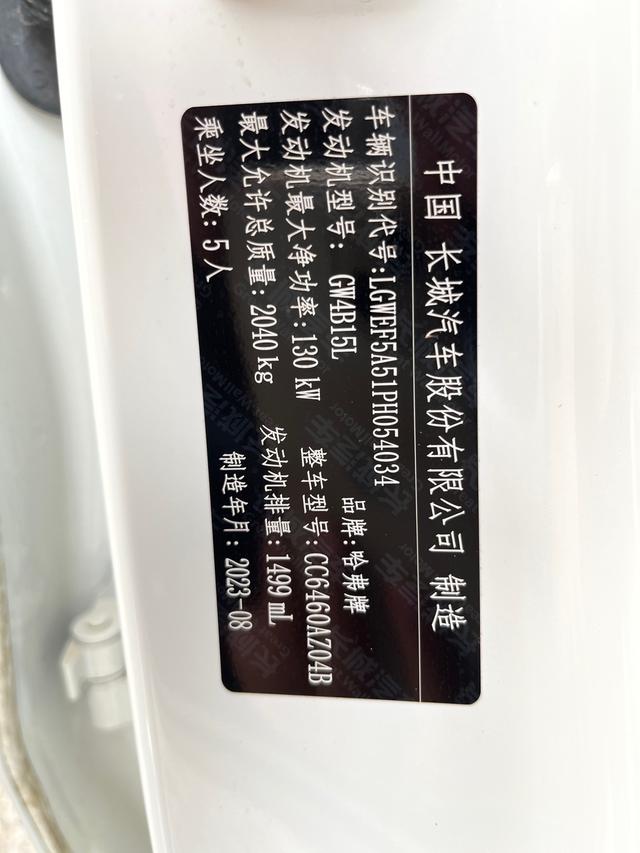 中国 长城汽车股份有限公司 制造
车辆识别代号:LGWEF5A51PH054034
发动机型号: GW4B15L 品牌:哈弗牌
发动机最大净功率:130 kW 整车型号:CC6460AZ04B
最大允许总质量:2040 kg 发动机排量:1499 mL
乘坐人数:5人 制造年月:2023-08